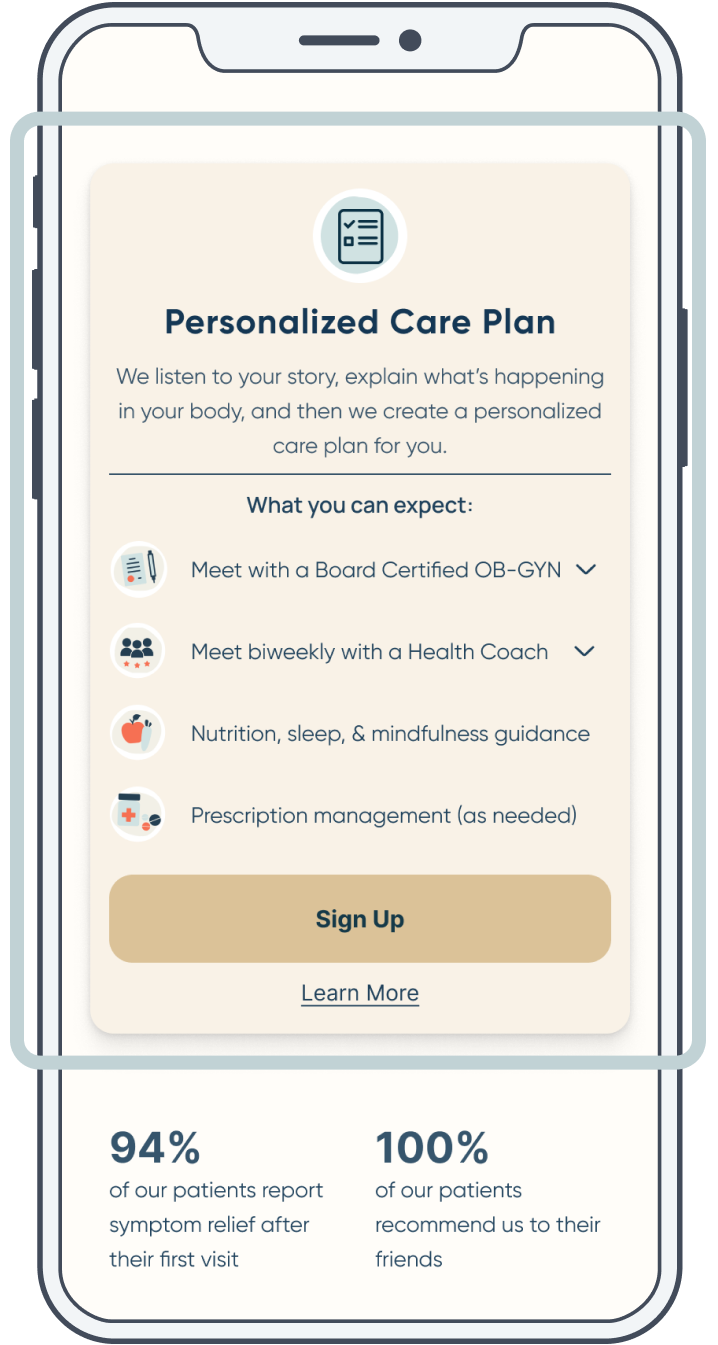 Personalized Care Plan
We listen to your story, explain what's happening
in your body, and then we create a personalized
care plan for you.
What you can expect:
Meet with a Board Certified OB-GYN
Meet biweekly with a Health Coach
Nutrition, sleep, & mindfulness guidance
Prescription management (as needed)
Sign Up
Learn More
94%
of our patients report
symptom relief after
their first visit
100%
of our patients
recommend us to their
friends